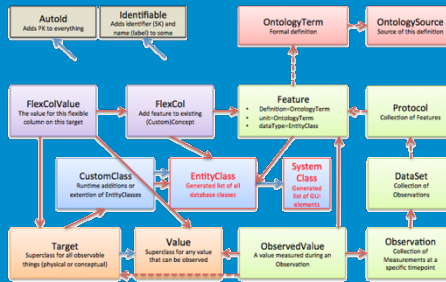 AutoId
Adds PK to everything
Identifiable
Adds identifier (SK) and
name (label) to some
OntologyTerm
Formal definition
OntologySource
Source of this definition
FlexColValue
The value for this flexible
column on this target
FlexCol
Add feature to existing
(Custom)Concept
Feature
• Definition=OntologyTerm
• unit=OntologyTerm
• dataType=EntityClass
Protocol
Collection of Features
CustomClass
Runtime additions or
extention of EntityClasses
EntityClass
Generated list of all
database classes
System
Class
Generated
list of GUI
elements
DataSet
Collection of
Observations
Target
Superclass for all observable
things (physical or conceptual)
Value
Superclass for any value
that can be observed
ObservedValue
A value measured during an
Observation
Observation
Collection of
Measurements at a
specific timepoint